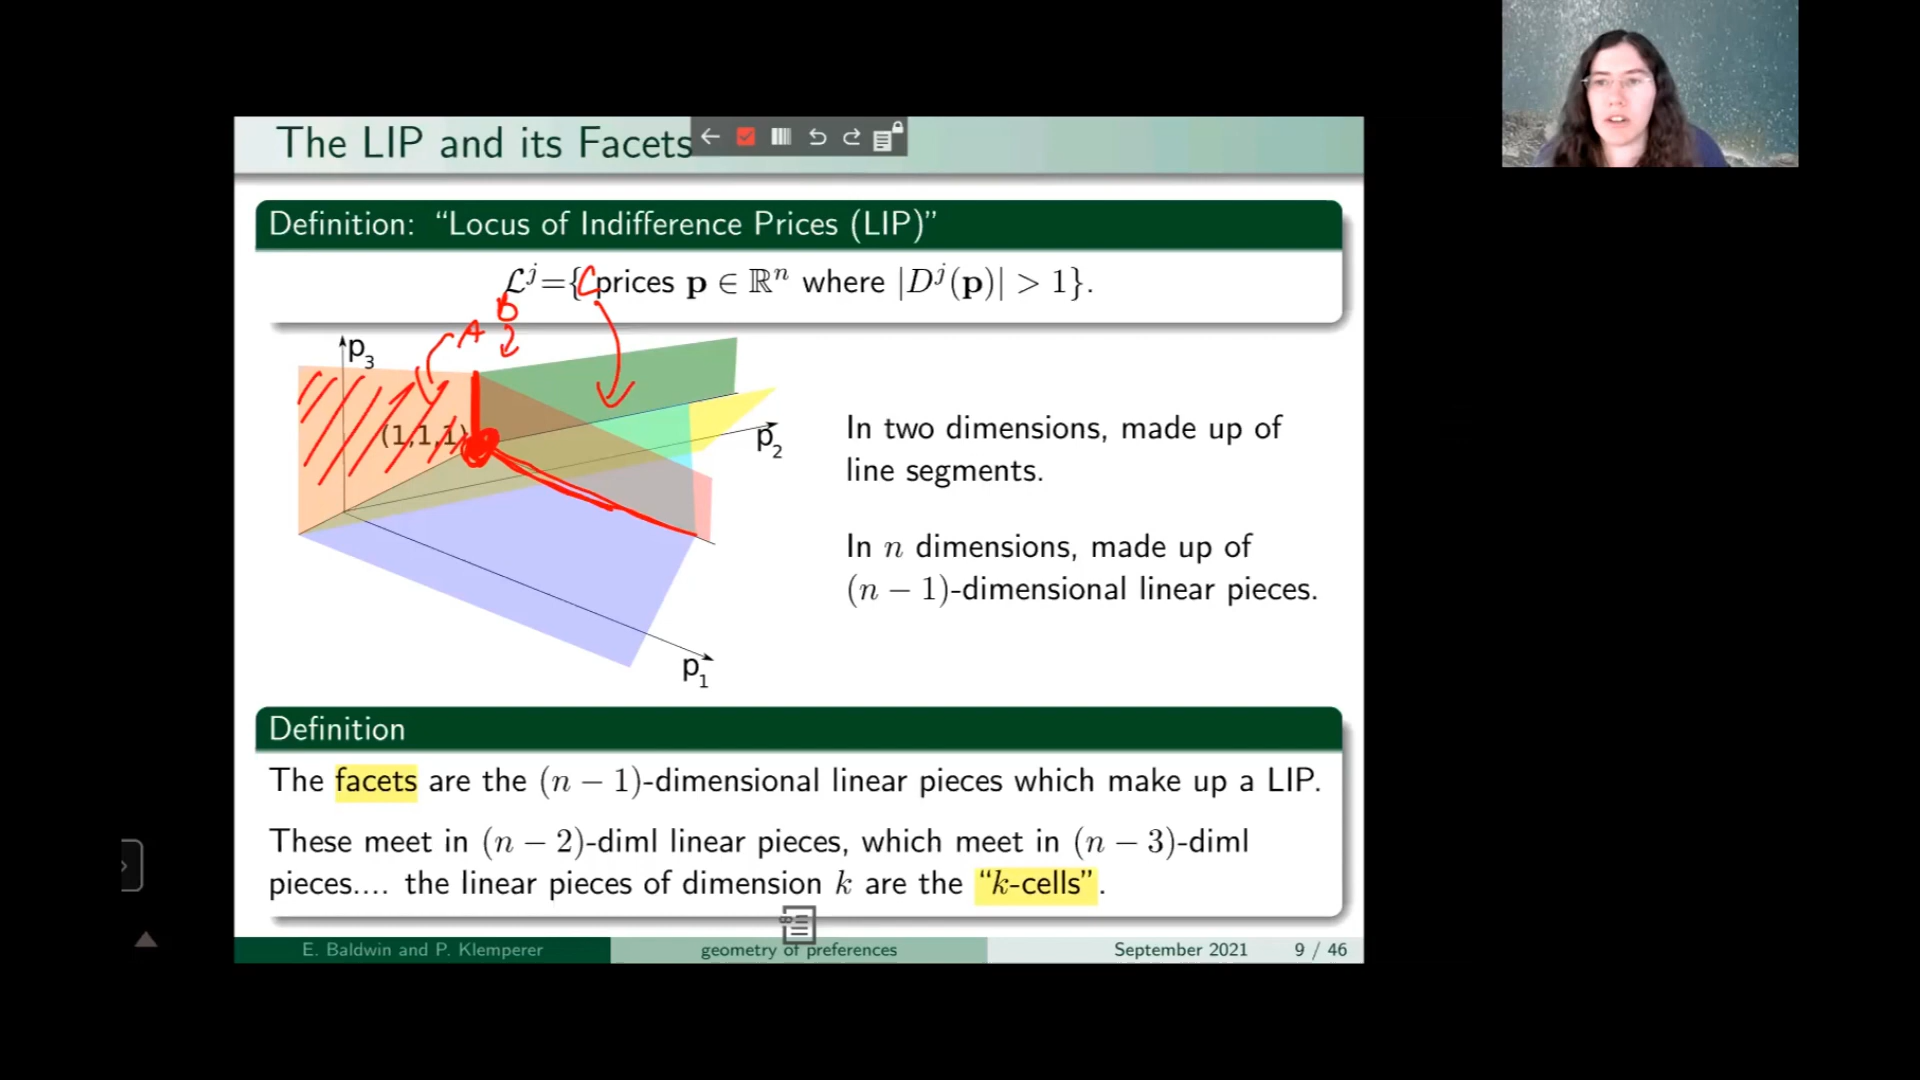 The LIP and its Facets
Definition: “Locus of Indifference Prices (LIP)”
ℒʲ={prices p ∈ ℝⁿ where |Dʲ(p)| > 1}.
C
B
A
p₃
(1,1,1)
p₂
p₁
In two dimensions, made up of
line segments.
In n dimensions, made up of
(n − 1)-dimensional linear pieces.
Definition
The facets are the (n − 1)-dimensional linear pieces which make up a LIP.
These meet in (n − 2)-diml linear pieces, which meet in (n − 3)-diml
pieces.... the linear pieces of dimension k are the “k-cells”.
E. Baldwin and P. Klemperer
geometry of preferences
September 2021
9 / 46